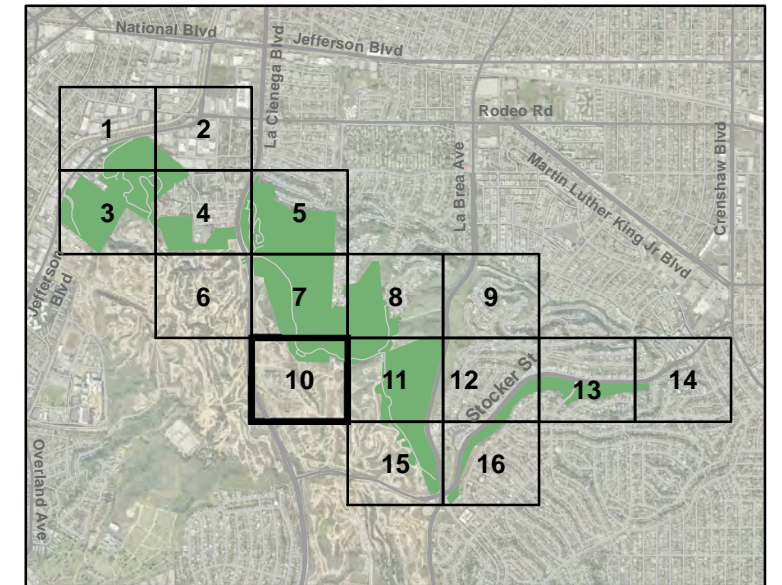 National Blvd
Jefferson Blvd
La Cienega Blvd
Rodeo Rd
La Brea Ave
Martin Luther King Jr Blvd
Crenshaw Blvd
1
2
3
4
5
Jefferson
Blvd
6
7
8
9
10
11
12
Stocker St
13
14
Overland Ave
15
16